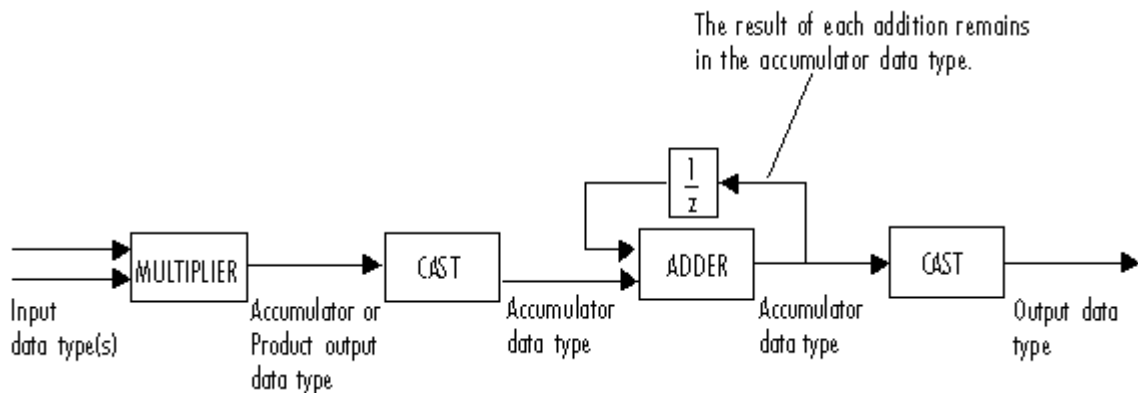 The result of each addition remains
in the accumulator data type.
1
z
MULTIPLIER
CAST
ADDER
CAST
Input
data type(s)
Accumulator or
Product output
data type
Accumulator
data type
Accumulator
data type
Output data
type